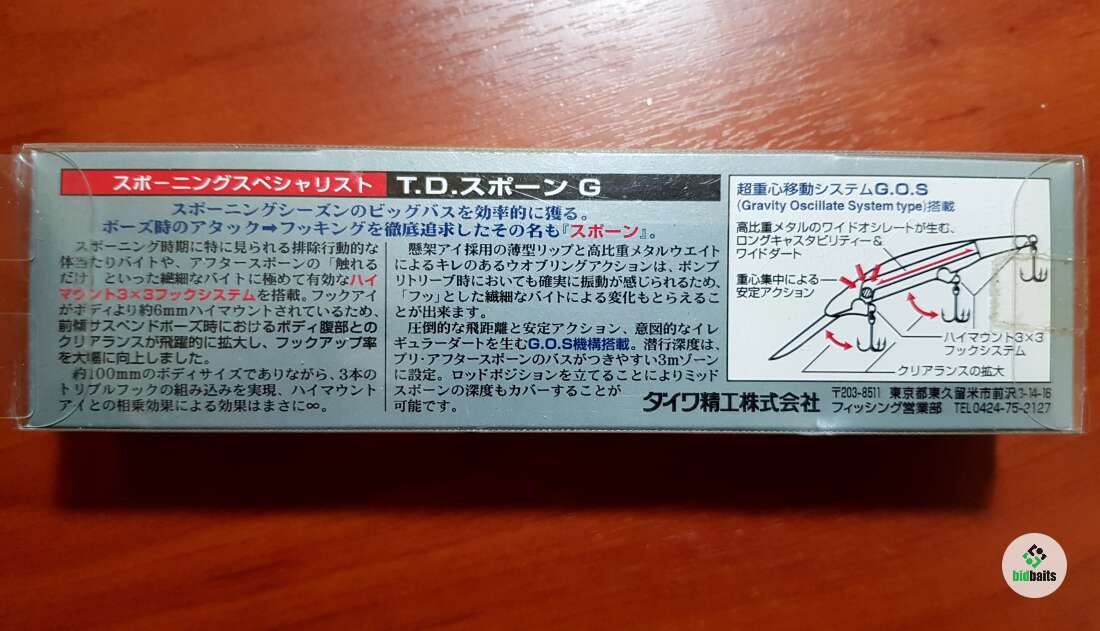 スポーニングスペシャリスト
T.D.スポーン G
スポーニングシーズンのビッグバスを効率的に獲る。
ポーズ時のアタック➡フッキングを徹底追求したその名も『スポーン』。
スポーニング時期に特に見られる排除行動的な
体当たりバイトや、アフタースポーンの「触れる
だけ」といった繊細なバイトに極めて有効なハイ
マウント3×3フックシステムを搭載。フックアイ
がボディより約6mmハイマウントされているため、
前傾サスペンドポーズ時におけるボディ腹部との
クリアランスが飛躍的に拡大し、フックアップ率
を大幅に向上しました。
約100mmのボディサイズでありながら、3本の
トリプルフックの組み込みを実現、ハイマウント
アイとの相乗効果による効果はまさに∞。
懸架アイ採用の薄型リップと高比重メタルウエイト
によるキレのあるウオブリングアクションは、ポンプ
リトリーブ時においても確実に振動が感じられるため、
「フッ」とした繊細なバイトによる変化もとらえるこ
とが出来ます。
圧倒的な飛距離と安定アクション、意図的なイレ
ギュラーダートを生むG.O.S機構搭載。潜行深度は、
プリ・アフタースポーンのバスがつきやすい3mゾーン
に設定。ロッドポジションを立てることによりミッド
スポーンの深度もカバーすることが
可能です。
ダイワ精工株式会社
〒203-8511 東京都東久留米市前沢3-14-16
フィッシング営業部 TEL0424-75-2127
超重心移動システムG.O.S
(Gravity Oscillate System type)搭載
高比重メタルのワイドオシレートが生む、
ロングキャスタビリティー&
ワイドダート
重心集中による
安定アクション
ハイマウント3×3
フックシステム
クリアランスの拡大
bidbaits